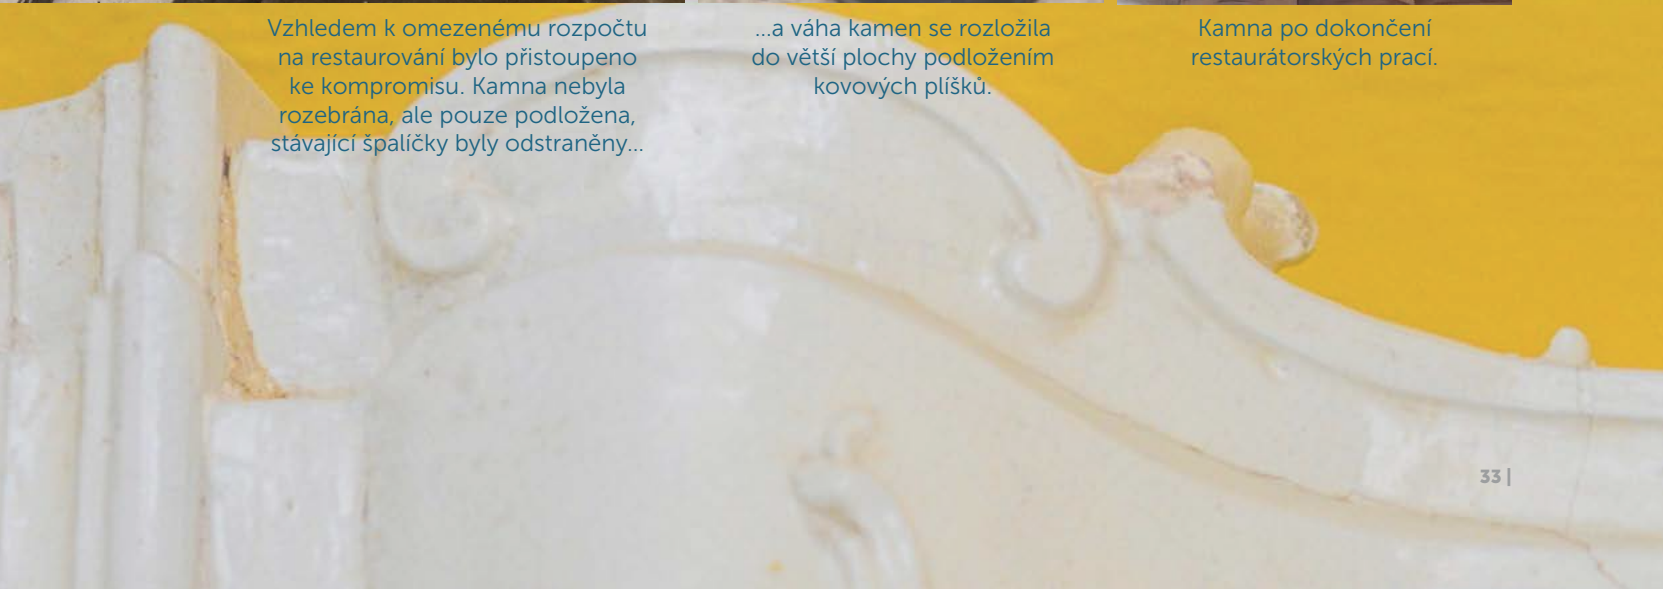 Vzhledem k omezenému rozpočtu
na restaurování bylo přistoupeno
ke kompromisu. Kamna nebyla
rozebrána, ale pouze podložena,
stávající špalíčky byly odstraněny...
...a váha kamen se rozložila
do větší plochy podložením
kovových plíšků.
Kamna po dokončení
restaurátorských prací.
33 |